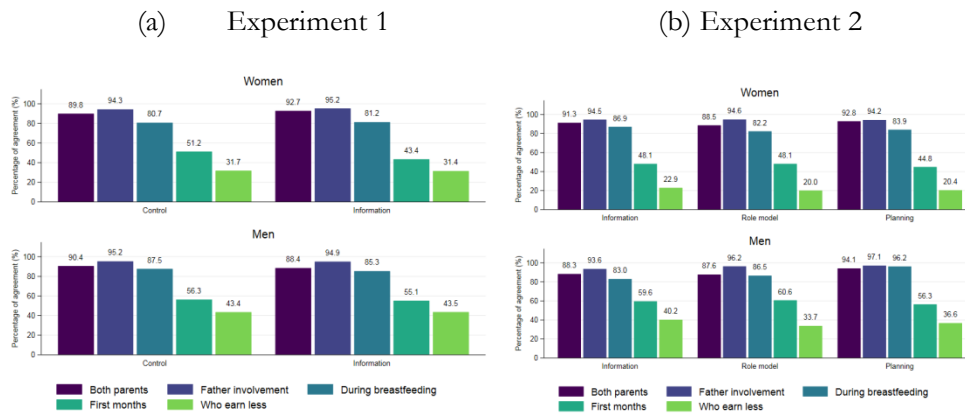 (a) Experiment 1
Women
Percentage of agreement (%)
100
80
60
40
20
0
89.8 94.3 80.7 51.2 31.7
92.7 95.2 81.2 43.4 31.4
Control Information
Men
Percentage of agreement (%)
100
80
60
40
20
0
90.4 95.2 87.5 56.3 43.4
88.4 94.9 85.3 55.1 43.5
Control Information
Both parents Father involvement During breastfeeding
First months Who earn less
(b) Experiment 2
Women
Percentage of agreement (%)
100
80
60
40
20
0
91.3 94.5 86.9 48.1 22.9
88.5 94.6 82.2 48.1 20.0
92.8 94.2 83.9 44.8 20.4
Information Role model Planning
Men
Percentage of agreement (%)
100
80
60
40
20
0
88.3 93.6 83.0 59.6 40.2
87.6 96.2 86.5 60.6 33.7
94.1 97.1 96.2 56.3 36.6
Information Role model Planning
Both parents Father involvement During breastfeeding
First months Who earn less